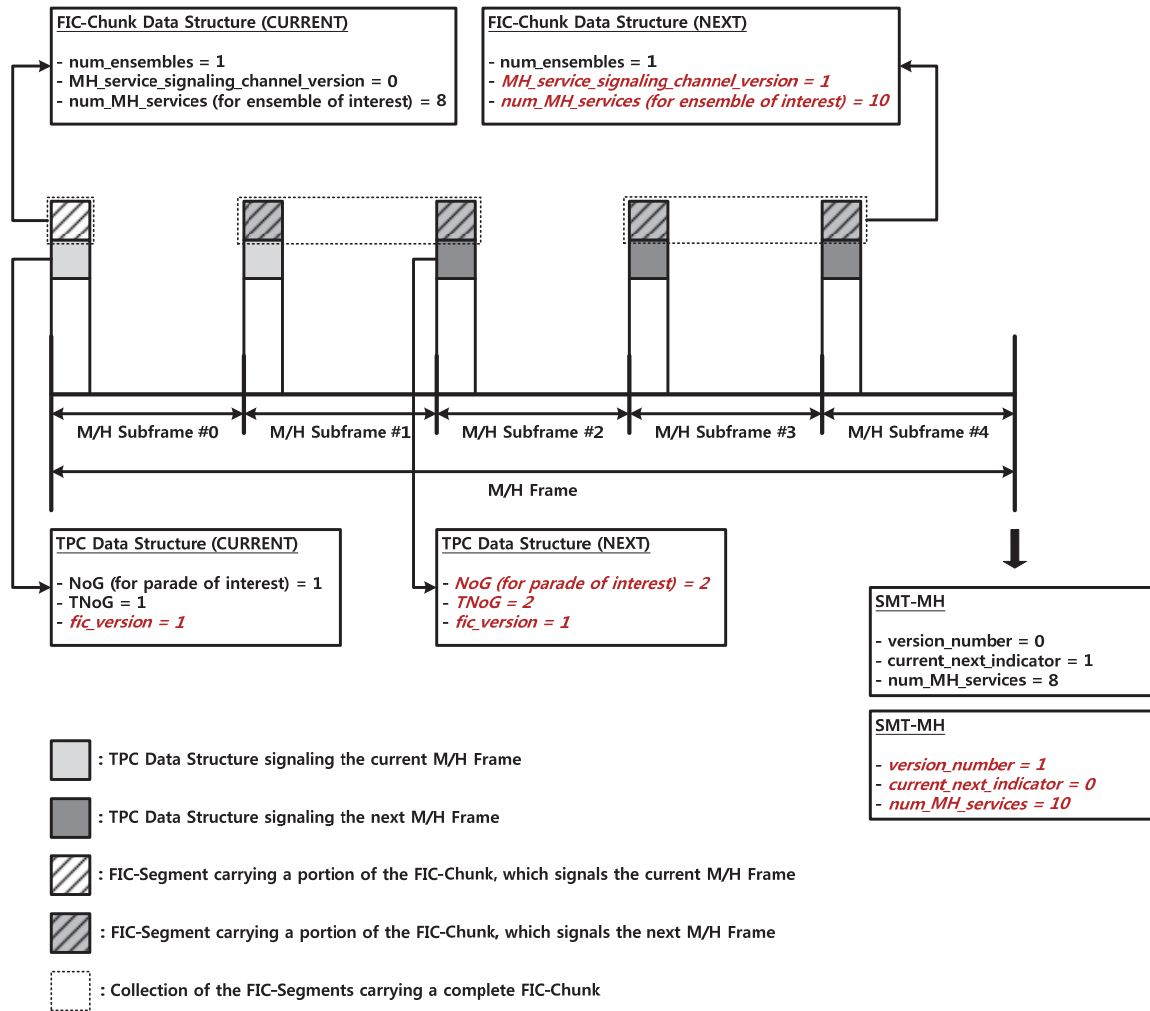 FIC-Chunk Data Structure (CURRENT)
- num_ensembles = 1
- MH_service_signaling_channel_version = 0
- num_MH_services (for ensemble of interest) = 8
FIC-Chunk Data Structure (NEXT)
- num_ensembles = 1
- MH_service_signaling_channel_version = 1
- num_MH_services (for ensemble of interest) = 10
M/H Subframe #0
M/H Subframe #1
M/H Subframe #2
M/H Subframe #3
M/H Subframe #4
M/H Frame
TPC Data Structure (CURRENT)
- NoG (for parade of interest) = 1
- TNoG = 1
- fic_version = 1
TPC Data Structure (NEXT)
- NoG (for parade of interest) = 2
- TNoG = 2
- fic_version = 1
SMT-MH
- version_number = 0
- current_next_indicator = 1
- num_MH_services = 8
SMT-MH
- version_number = 1
- current_next_indicator = 0
- num_MH_services = 10
: TPC Data Structure signaling the current M/H Frame
: TPC Data Structure signaling the next M/H Frame
: FIC-Segment carrying a portion of the FIC-Chunk, which signals the current M/H Frame
: FIC-Segment carrying a portion of the FIC-Chunk, which signals the next M/H Frame
: Collection of the FIC-Segments carrying a complete FIC-Chunk